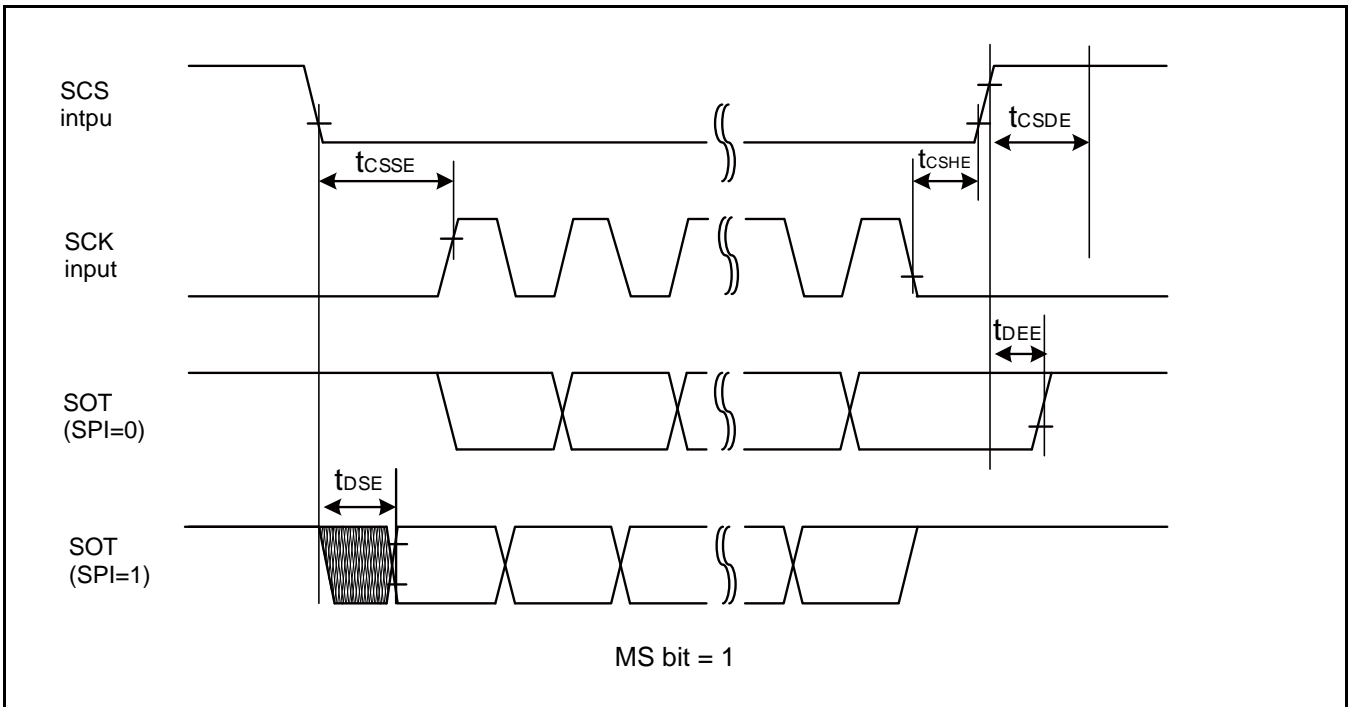 SCS
intpu
tCSDE
tCSSE
tCSHE
SCK
input
tDEE
SOT
(SPI=0)
tDSE
SOT
(SPI=1)
MS bit = 1